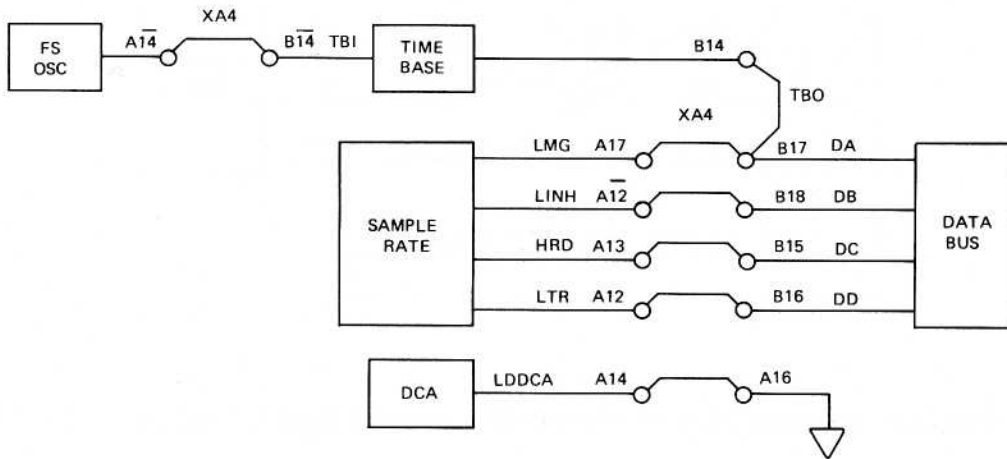 XA4
FS
OSC
A1̅4̅
B1̅4̅ TBI
TIME
BASE
B14
TBO
XA4
SAMPLE
RATE
LMG A17
B17 DA
LINH A1̅2̅
B18 DB
HRD A13
B15 DC
LTR A12
B16 DD
DATA
BUS
DCA
LDDCA A14
A16